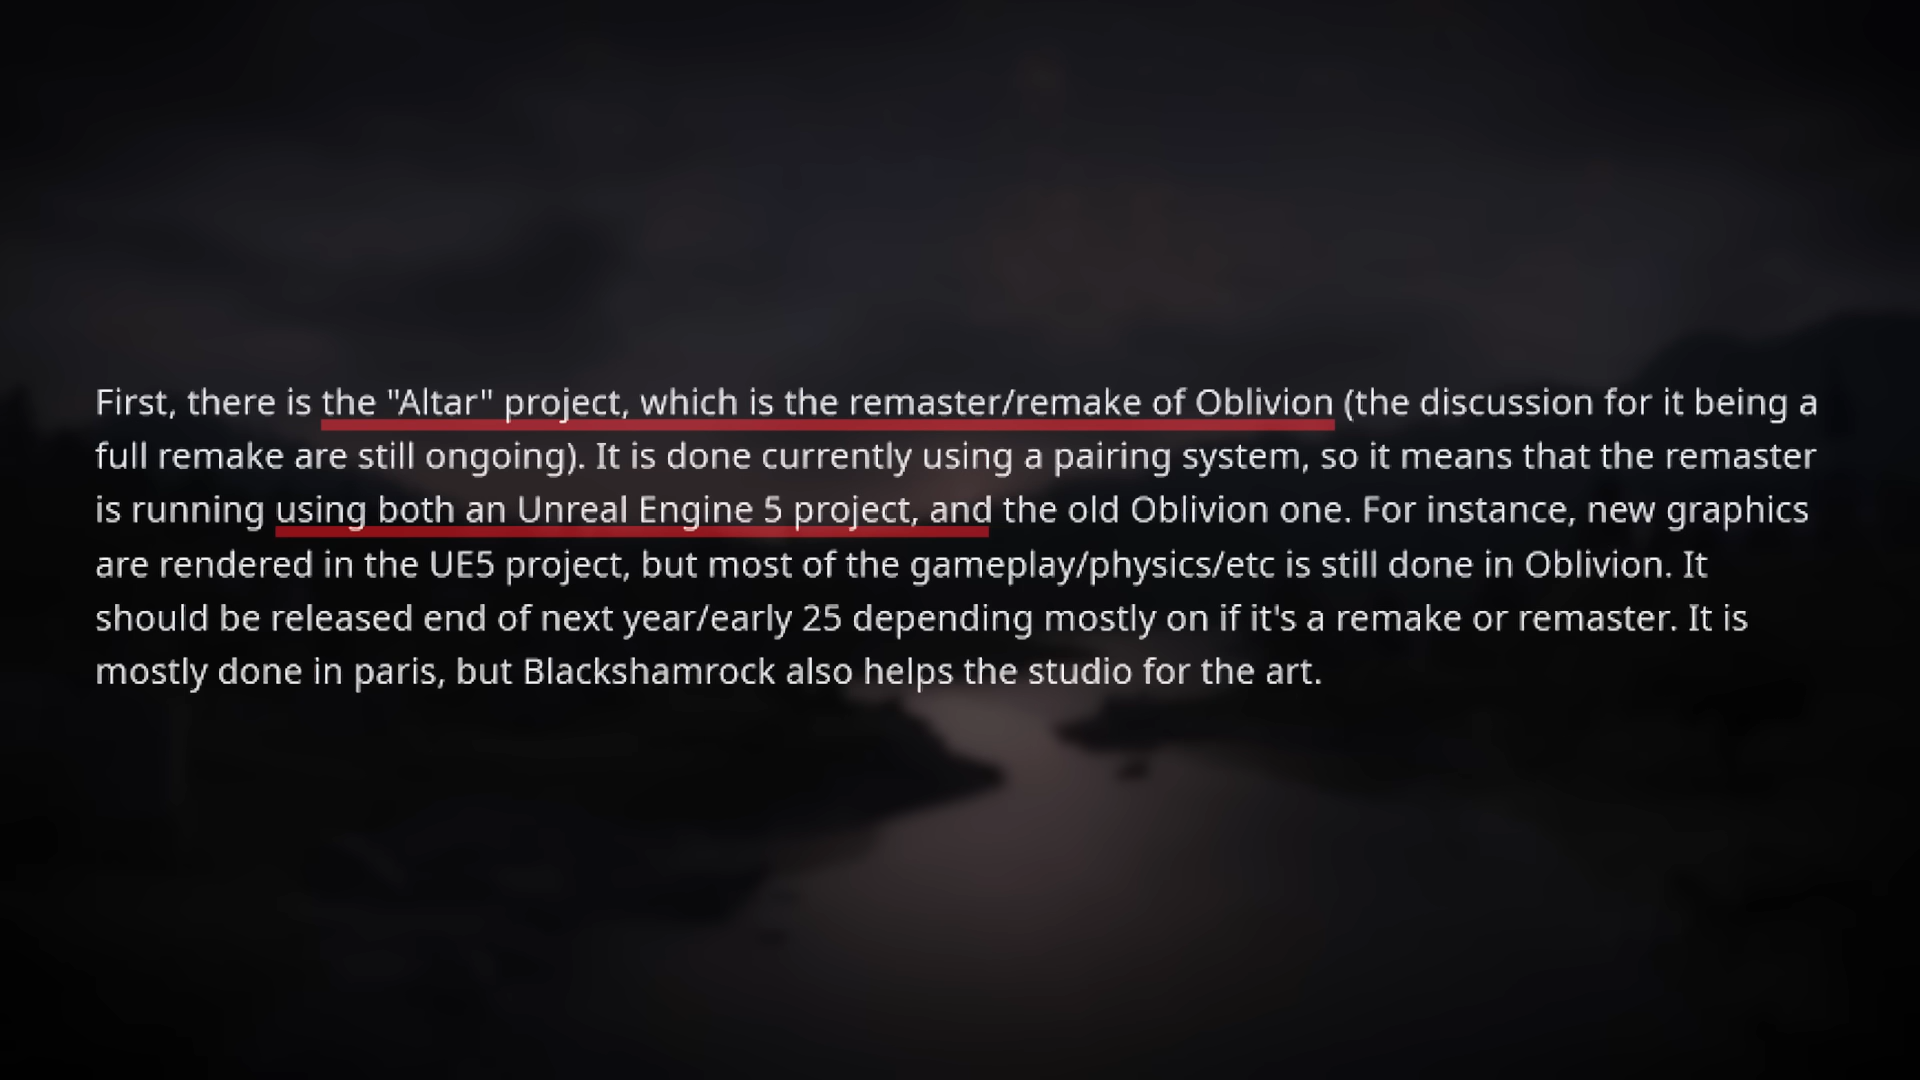 First, there is the "Altar" project, which is the remaster/remake of Oblivion (the discussion for it being a
full remake are still ongoing). It is done currently using a pairing system, so it means that the remaster
is running using both an Unreal Engine 5 project, and the old Oblivion one. For instance, new graphics
are rendered in the UE5 project, but most of the gameplay/physics/etc is still done in Oblivion. It
should be released end of next year/early 25 depending mostly on if it's a remake or remaster. It is
mostly done in paris, but Blackshamrock also helps the studio for the art.